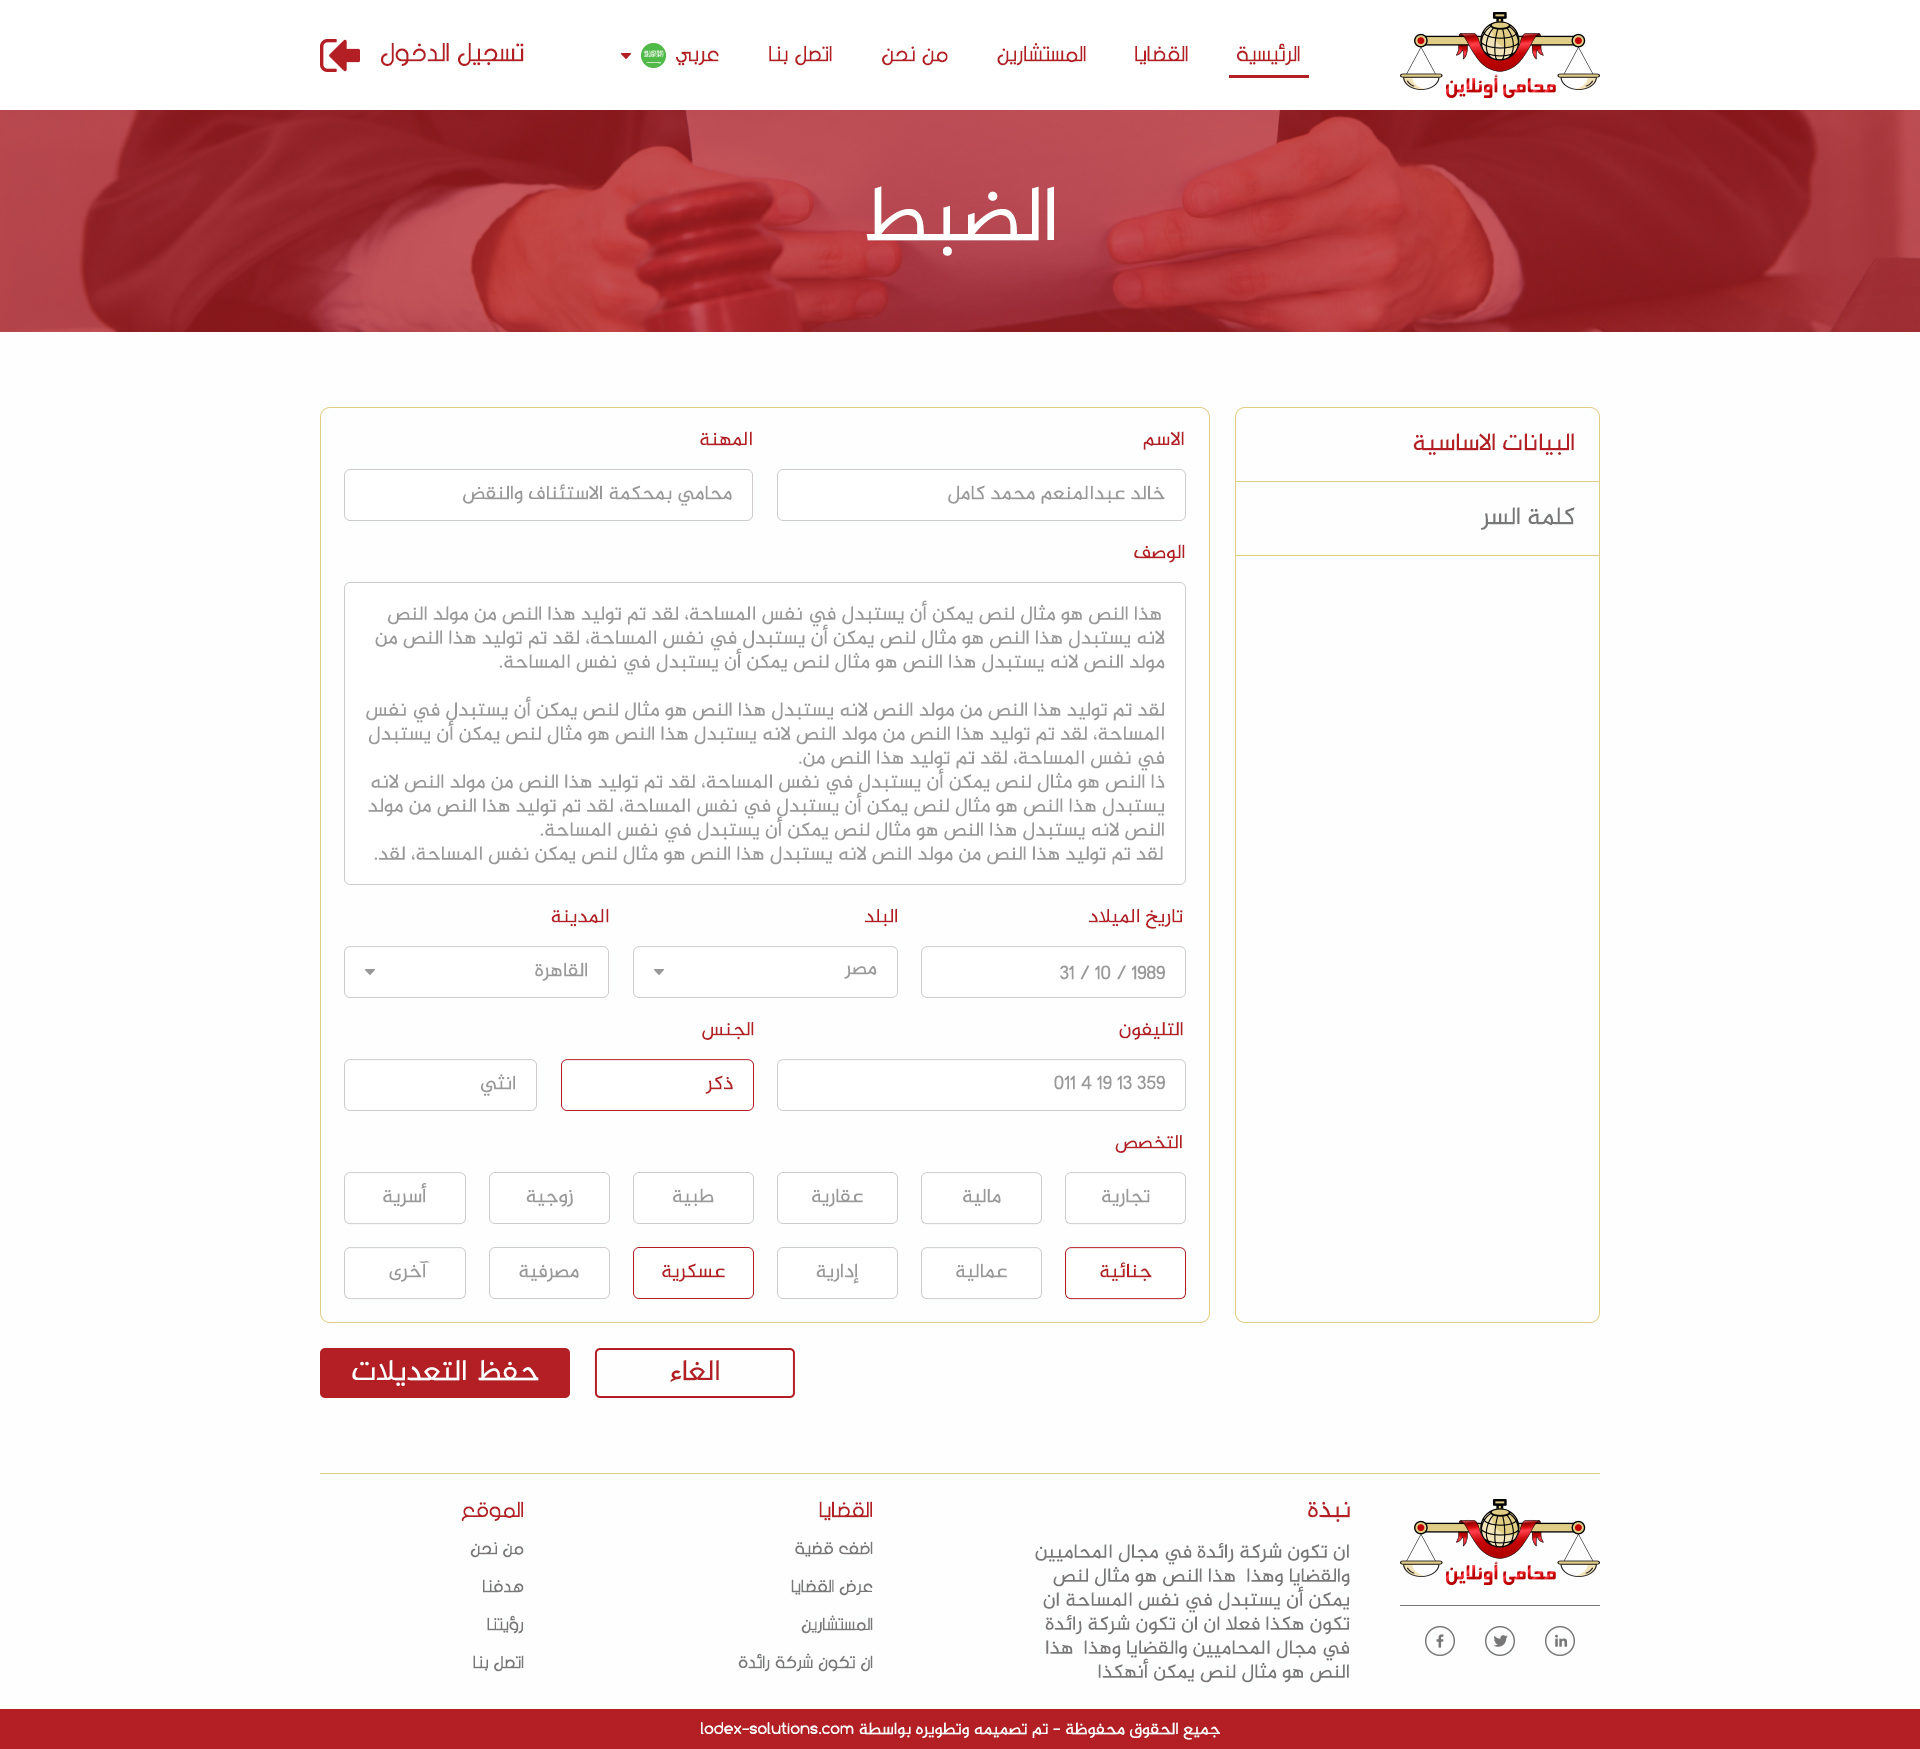 محامى أونلاين
الرئيسية
القضايا
المستشارين
من نحن
اتصل بنا
عربي
تسجيل الدخول
الضبط
البيانات الاساسية
كلمة السر
الاسم
المهنة
خالد عبدالمنعم محمد كامل
محامي بمحكمة الاستئناف والنقض
الوصف
هذا النص هو مثال لنص يمكن أن يستبدل في نفس المساحة، لقد تم توليد هذا النص من مولد النص
لانه يستبدل هذا النص هو مثال لنص يمكن أن يستبدل في نفس المساحة، لقد تم توليد هذا النص من
مولد النص لانه يستبدل هذا النص هو مثال لنص يمكن أن يستبدل في نفس المساحة.
لقد تم توليد هذا النص من مولد النص لانه يستبدل هذا النص هو مثال لنص يمكن أن يستبدل في نفس
المساحة، لقد تم توليد هذا النص من مولد النص لانه يستبدل هذا النص هو مثال لنص يمكن أن يستبدل
في نفس المساحة، لقد تم توليد هذا النص من.
ذا النص هو مثال لنص يمكن أن يستبدل في نفس المساحة، لقد تم توليد هذا النص من مولد النص لانه
يستبدل هذا النص هو مثال لنص يمكن أن يستبدل في نفس المساحة، لقد تم توليد هذا النص من مولد
النص لانه يستبدل هذا النص هو مثال لنص يمكن أن يستبدل في نفس المساحة.
لقد تم توليد هذا النص من مولد النص لانه يستبدل هذا النص هو مثال لنص يمكن نفس المساحة، لقد.
تاريخ الميلاد
البلد
المدينة
31 / 10 / 1989
مصر
القاهرة
التليفون
الجنس
011 4 19 13 359
ذكر
انثي
التخصص
تجارية
مالية
عقارية
طبية
زوجية
أسرية
جنائية
عمالية
إدارية
عسكرية
مصرفية
آخرى
الغاء
حفظ التعديلات
محامى أونلاين
نبذة
ان تكون شركة رائدة في مجال المحاميين
والقضايا وهذا هذا النص هو مثال لنص
يمكن أن يستبدل في نفس المساحة ان
تكون هكذا فعلا ان ان تكون شركة رائدة
في مجال المحاميين والقضايا وهذا هذا
النص هو مثال لنص يمكن أنهكذا
القضايا
اضف قضية
عرض القضايا
المستشارين
ان تكون شركة رائدة
الموقع
من نحن
هدفنا
رؤيتنا
اتصل بنا
جميع الحقوق محفوظة - تم تصميمه وتطويره بواسطة lodex-solutions.com